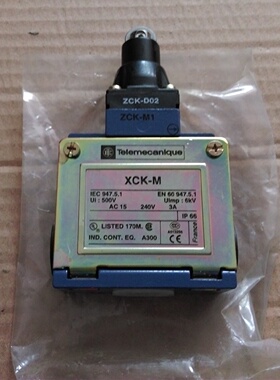 ZCK-D02
ZCK-M1
Telemecanique
XCK-M
IEC 947.5.1 EN 60 947.5.1
Ui : 500V Uimp : 6kV
AC 15 240V 3A
IP 66
LISTED 170M.
IND. CONT. EG. A300
France